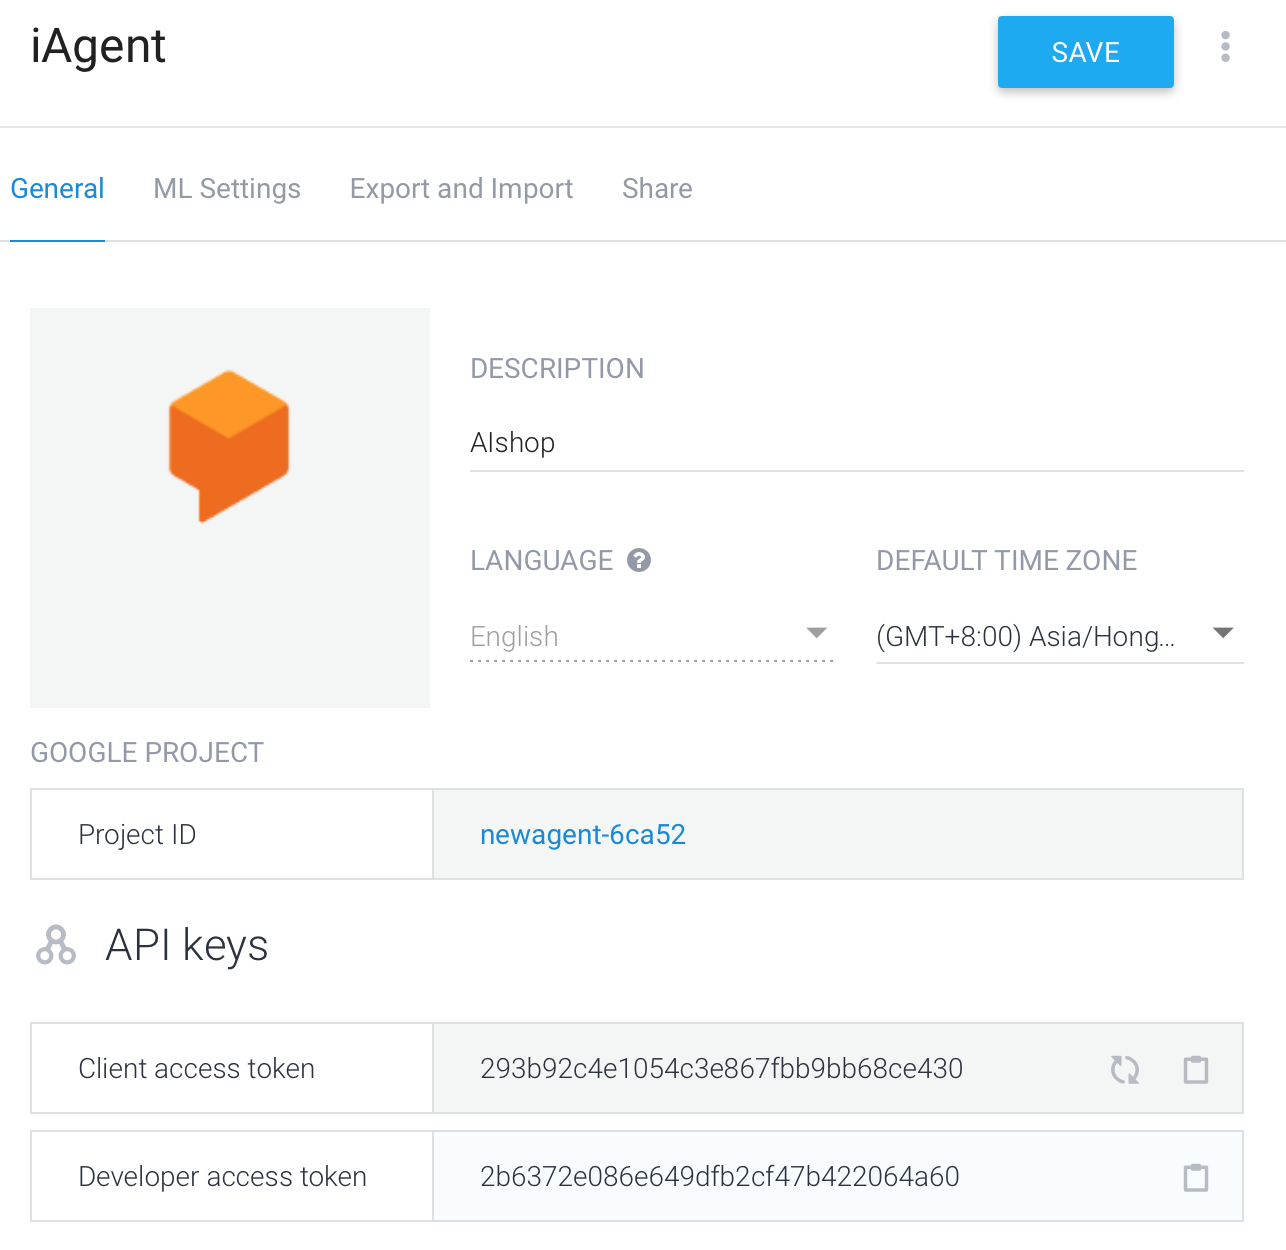 iAgent
SAVE
General ML Settings Export and Import Share
DESCRIPTION
AIshop
LANGUAGE ? DEFAULT TIME ZONE
English (GMT+8:00) Asia/Hong...
GOOGLE PROJECT
Project ID newagent-6ca52
API keys
Client access token 293b92c4e1054c3e867fbb9bb68ce430
Developer access token 2b6372e086e649dfb2cf47b422064a60